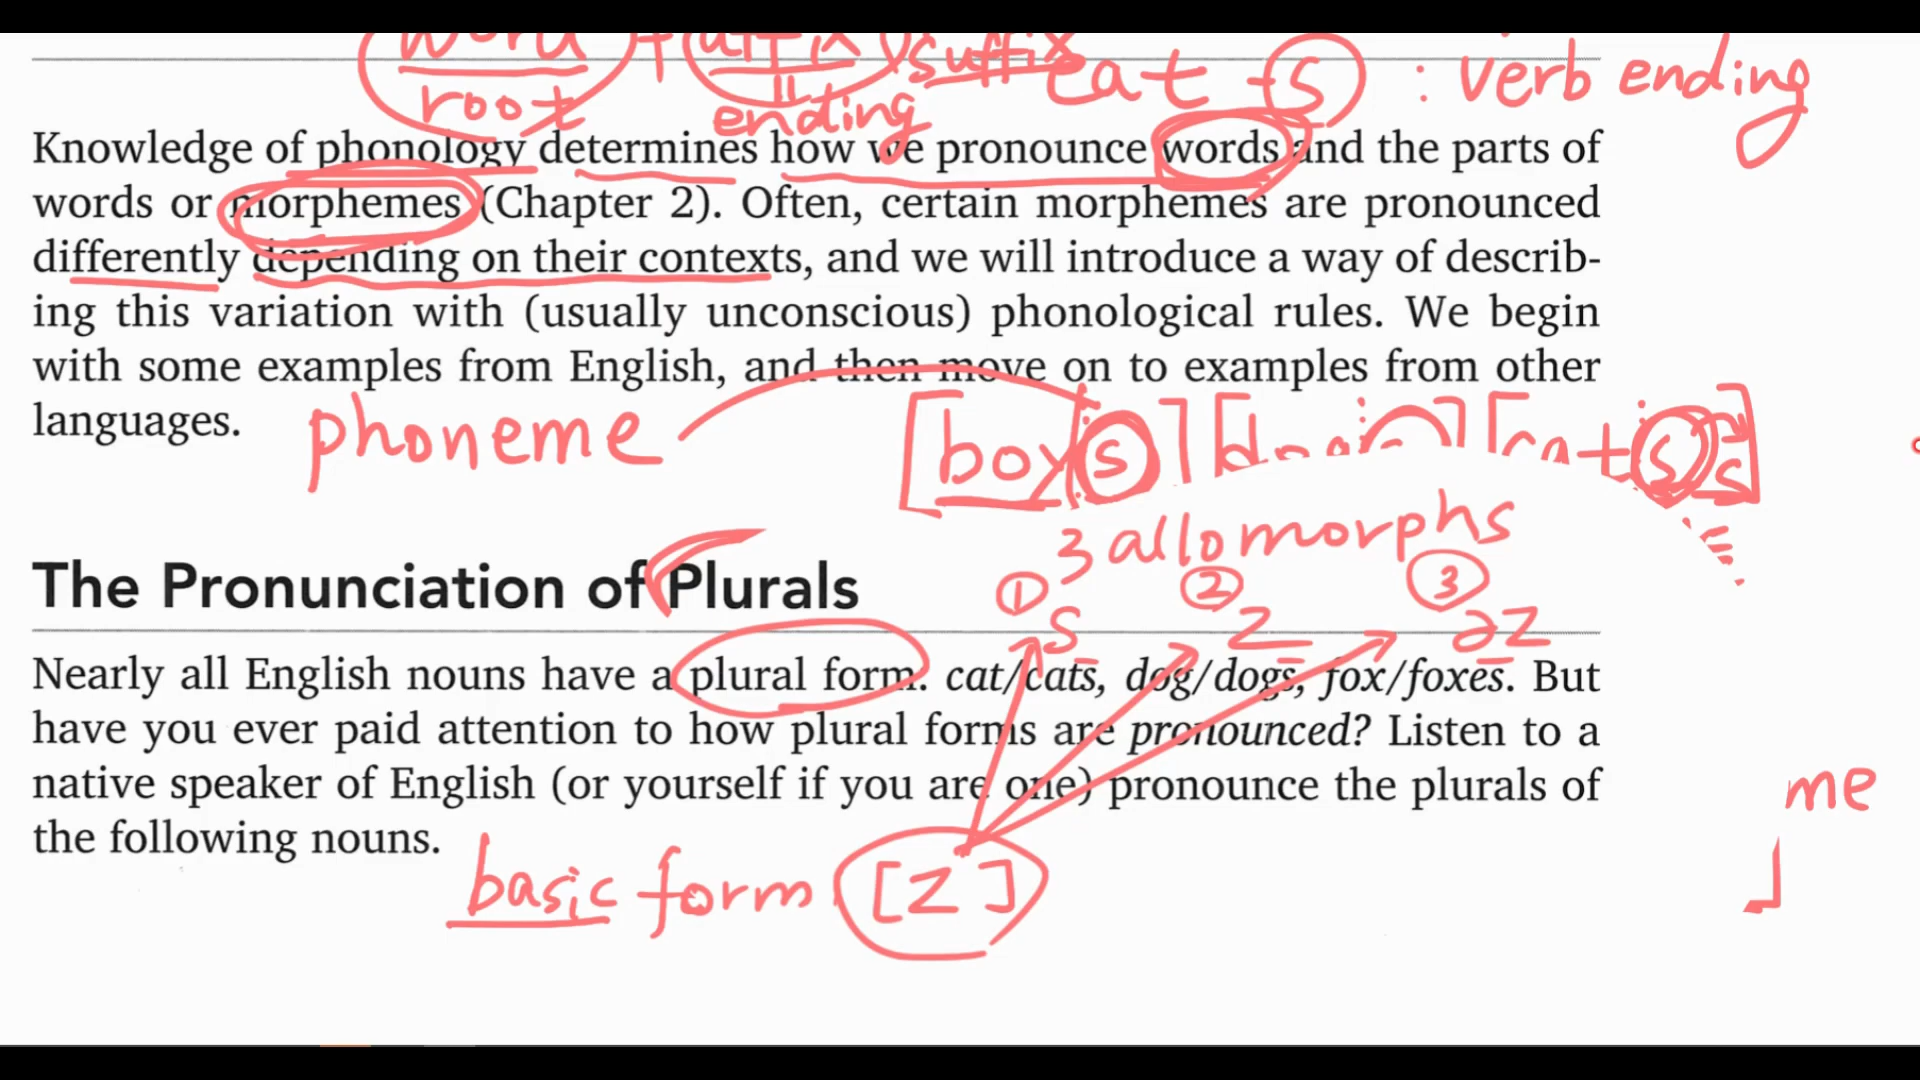 word + affix suffix eat -s : verb ending
root ending
Knowledge of phonology determines how we pronounce words and the parts of
words or morphemes (Chapter 2). Often, certain morphemes are pronounced
differently depending on their contexts, and we will introduce a way of describ-
ing this variation with (usually unconscious) phonological rules. We begin
with some examples from English, and then move on to examples from other
languages.
phoneme [boy s]
3 allomorphs
① ② ③
s z əz
The Pronunciation of Plurals
Nearly all English nouns have a plural form: cat/cats, dog/dogs, fox/foxes. But
have you ever paid attention to how plural forms are pronounced? Listen to a
native speaker of English (or yourself if you are one) pronounce the plurals of
the following nouns.
me
basic form [Z]